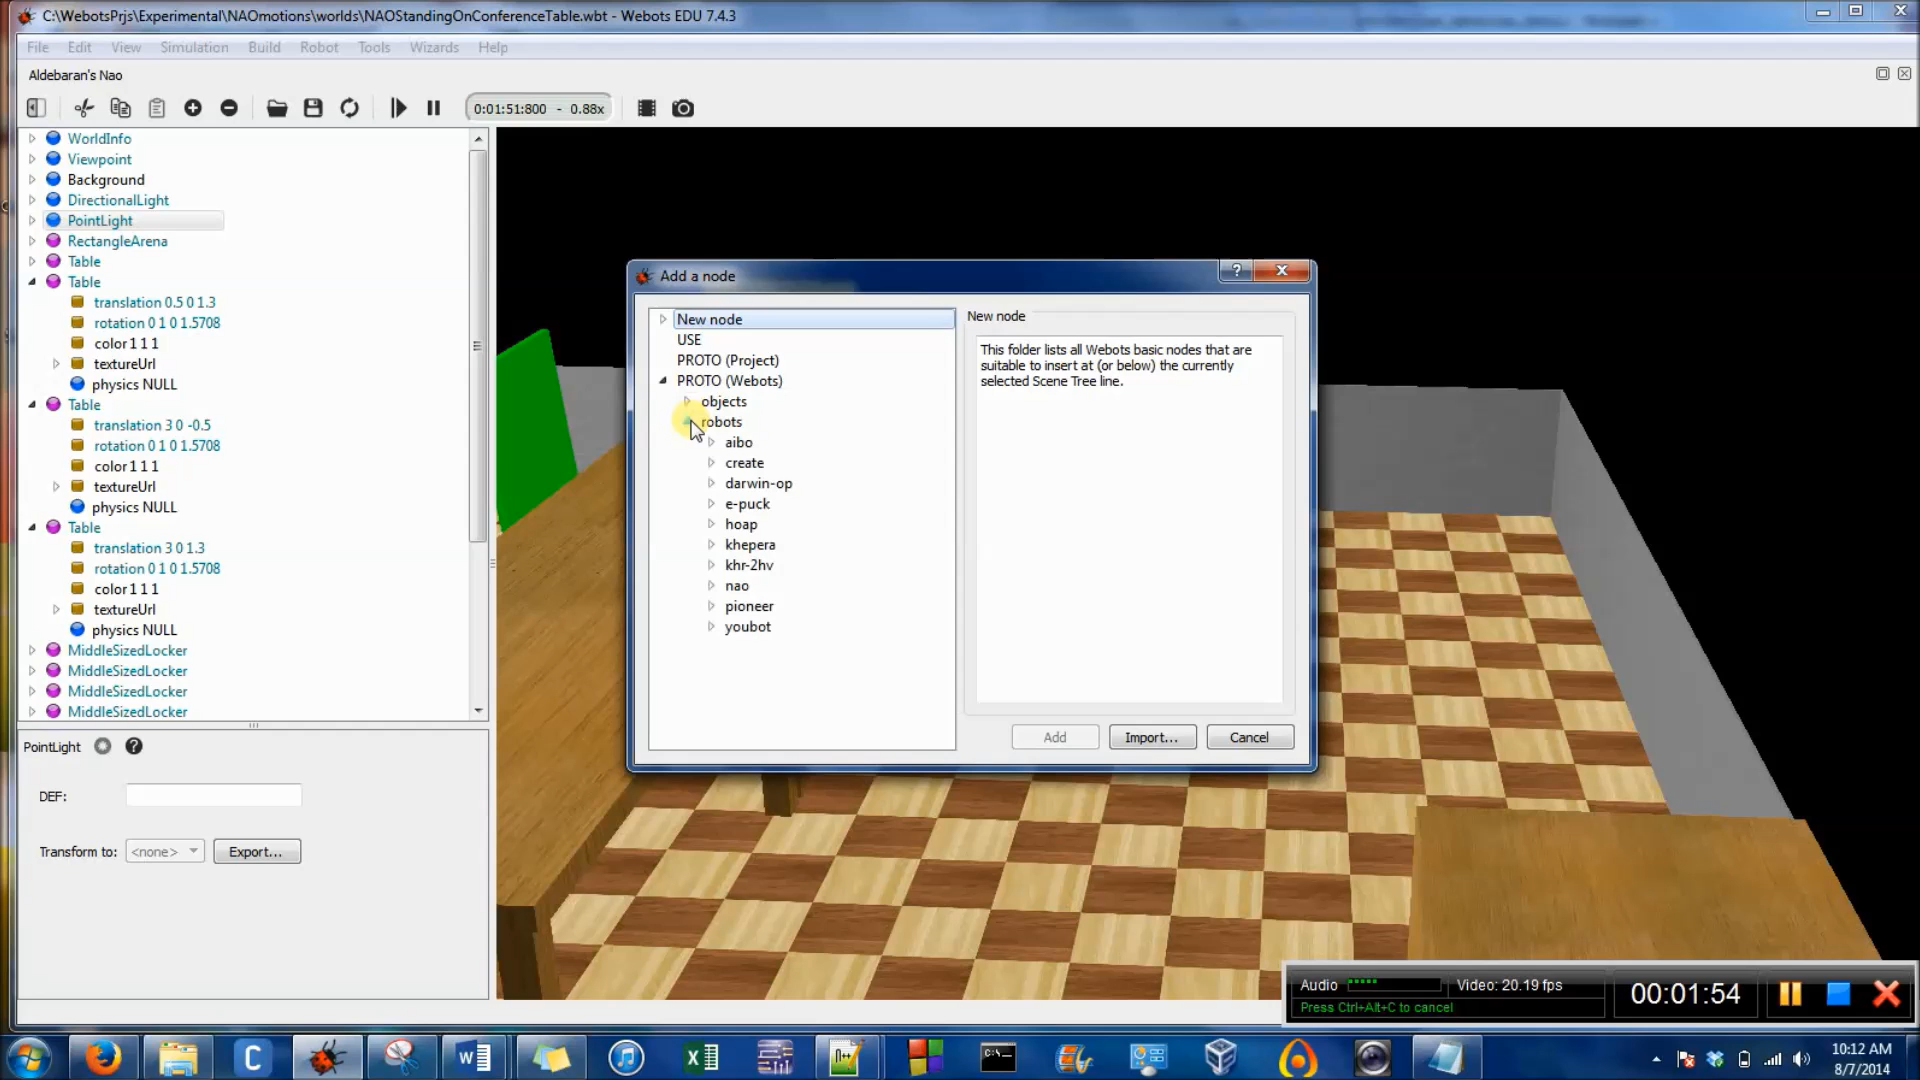 C:\WebotsPrjs\Experimental\NAOmotions\worlds\NAOStandingOnConferenceTable.wbt - Webots EDU 7.4.3
File Edit View Simulation Build Robot Tools Wizards Help
Aldebaran's Nao
0:01:51:800 - 0.88x
WorldInfo
Viewpoint
Background
DirectionalLight
PointLight
RectangleArena
Table
Table
translation 0.5 0 1.3
rotation 0 1 0 1.5708
color 1 1 1
textureUrl
physics NULL
Table
translation 3 0 -0.5
rotation 0 1 0 1.5708
color 1 1 1
textureUrl
physics NULL
Table
translation 3 0 1.3
rotation 0 1 0 1.5708
color 1 1 1
textureUrl
physics NULL
MiddleSizedLocker
MiddleSizedLocker
MiddleSizedLocker
MiddleSizedLocker
PointLight
DEF:
Transform to: <none> Export...
Add a node
New node
USE
PROTO (Project)
PROTO (Webots)
objects
robots
aibo
create
darwin-op
e-puck
hoap
khepera
khr-2hv
nao
pioneer
youbot
New node
This folder lists all Webots basic nodes that are
suitable to insert at (or below) the currently
selected Scene Tree line.
Add Import... Cancel
Audio Video: 20.19 fps
Press Ctrl+Alt+C to cancel
00:01:54
10:12 AM
8/7/2014